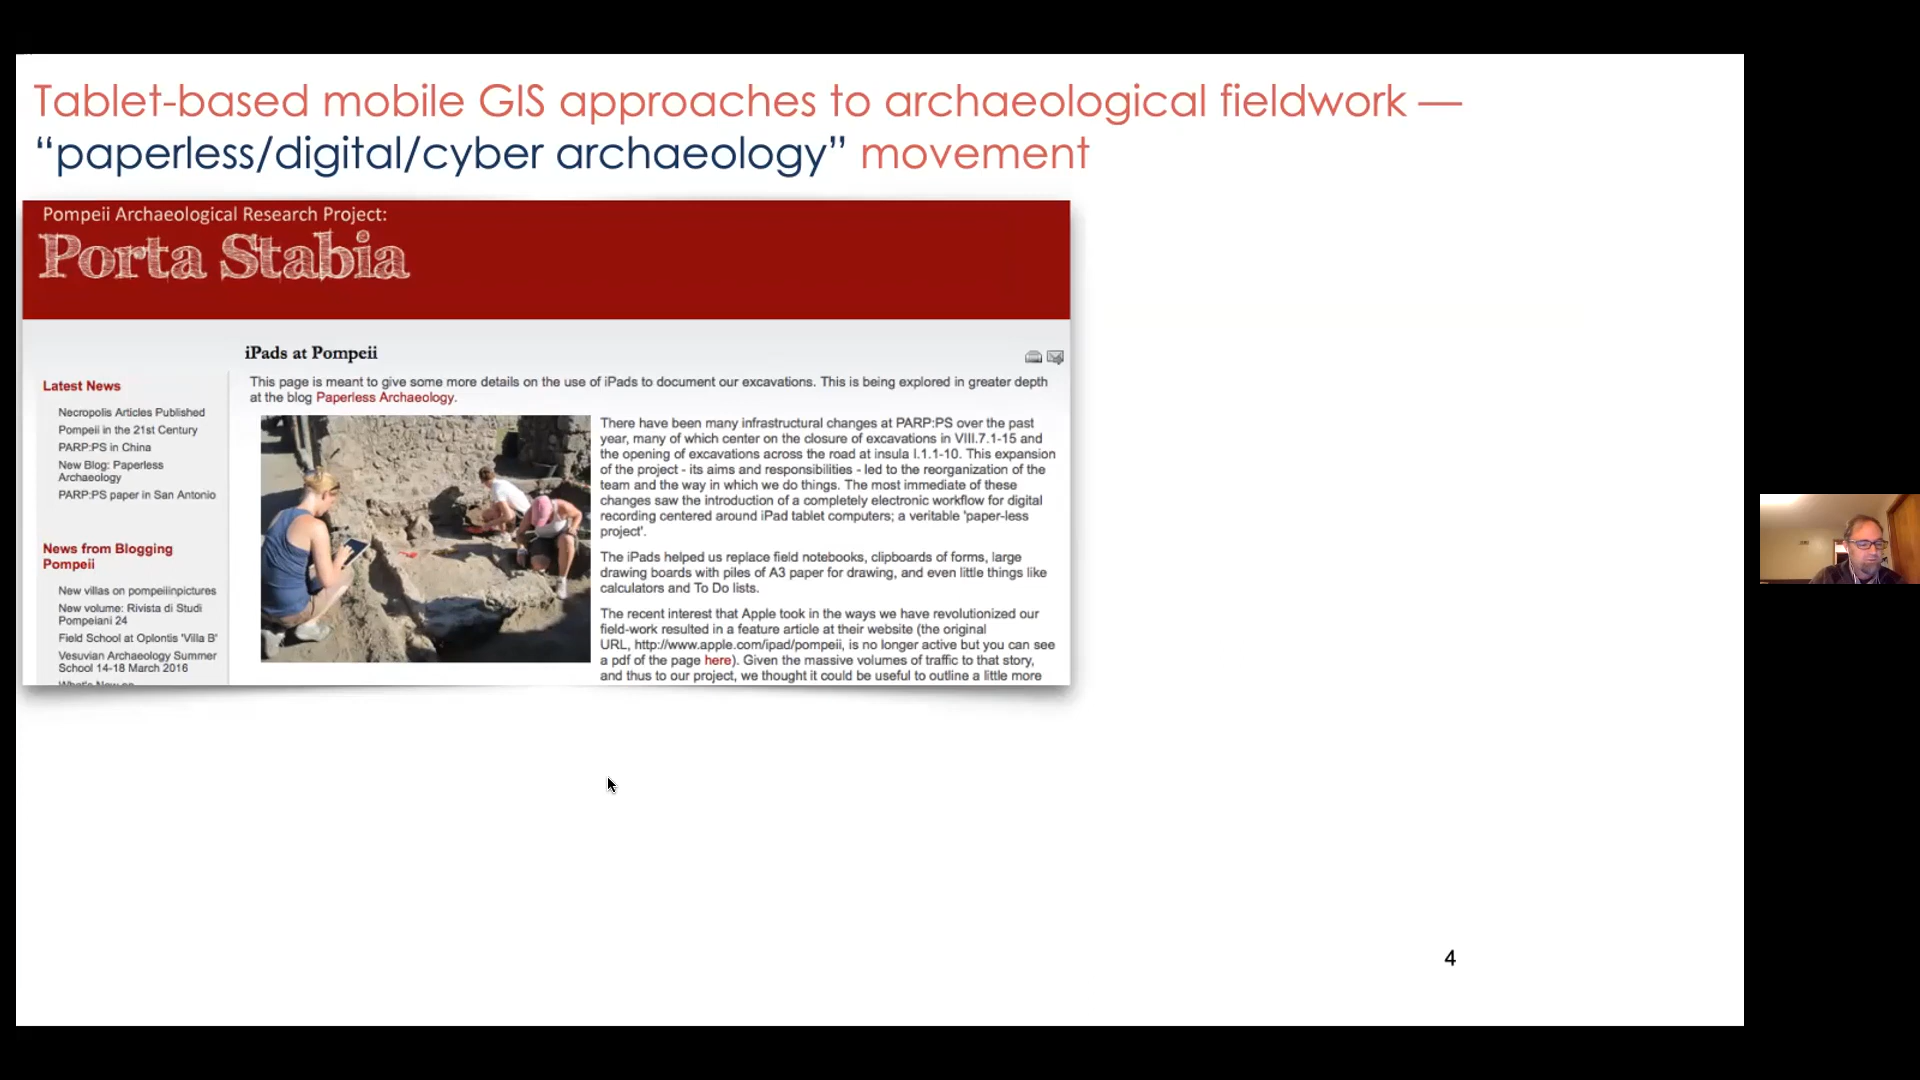 Tablet-based mobile GIS approaches to archaeological fieldwork —
“paperless/digital/cyber archaeology” movement
Pompeii Archaeological Research Project:
Porta Stabia
iPads at Pompeii
This page is meant to give some more details on the use of iPads to document our excavations. This is being explored in greater depth
at the blog Paperless Archaeology.
Latest News
Necropolis Articles Published
Pompeii in the 21st Century
PARP:PS in China
New Blog: Paperless
Archaeology
PARP:PS paper in San Antonio
News from Blogging
Pompeii
New villas on pompeiiinpictures
New volume: Rivista di Studi
Pompeiani 24
Field School at Oplontis 'Villa B'
Vesuvian Archaeology Summer
School 14-18 March 2016
What's New on
There have been many infrastructural changes at PARP:PS over the past
year, many of which center on the closure of excavations in VIII.7.1-15 and
the opening of excavations across the road at insula I.1.1-10. This expansion
of the project - its aims and responsibilities - led to the reorganization of the
team and the way in which we do things. The most immediate of these
changes saw the introduction of a completely electronic workflow for digital
recording centered around iPad tablet computers; a veritable 'paper-less
project'.
The iPads helped us replace field notebooks, clipboards of forms, large
drawing boards with piles of A3 paper for drawing, and even little things like
calculators and To Do lists.
The recent interest that Apple took in the ways we have revolutionized our
field-work resulted in a feature article at their website (the original
URL, http://www.apple.com/ipad/pompeii, is no longer active but you can see
a pdf of the page here). Given the massive volumes of traffic to that story,
and thus to our project, we thought it could be useful to outline a little more
4